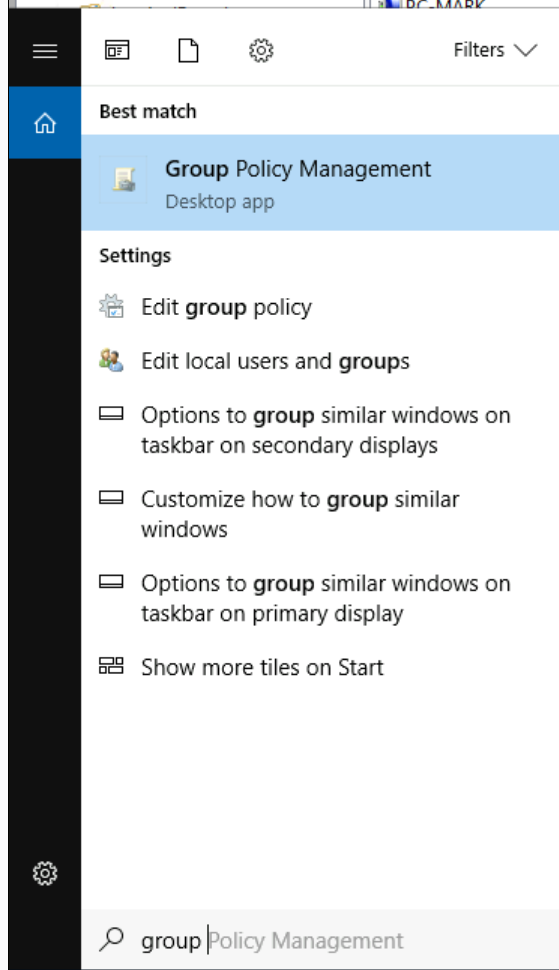 PC-MARK
Filters
Best match
Group Policy Management
Desktop app
Settings
Edit group policy
Edit local users and groups
Options to group similar windows on
taskbar on secondary displays
Customize how to group similar
windows
Options to group similar windows on
taskbar on primary display
Show more tiles on Start
group Policy Management